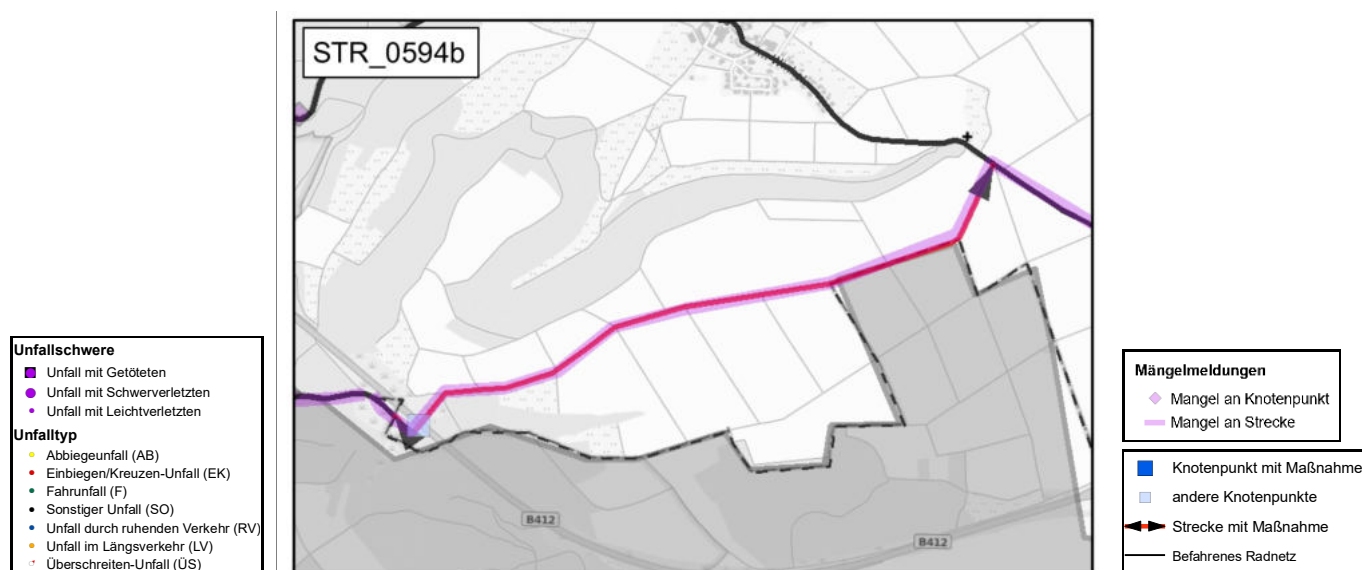 STR_0594b
B412
B412
Unfallschwere
Unfall mit Getöteten
Unfall mit Schwerverletzten
Unfall mit Leichtverletzten
Unfalltyp
Abbiegeunfall (AB)
Einbiegen/Kreuzen-Unfall (EK)
Fahrunfall (F)
Sonstiger Unfall (SO)
Unfall durch ruhenden Verkehr (RV)
Unfall im Längsverkehr (LV)
Überschreiten-Unfall (ÜS)
Mängelmeldungen
Mangel an Knotenpunkt
Mangel an Strecke
Knotenpunkt mit Maßnahme
andere Knotenpunkte
Strecke mit Maßnahme
Befahrenes Radnetz